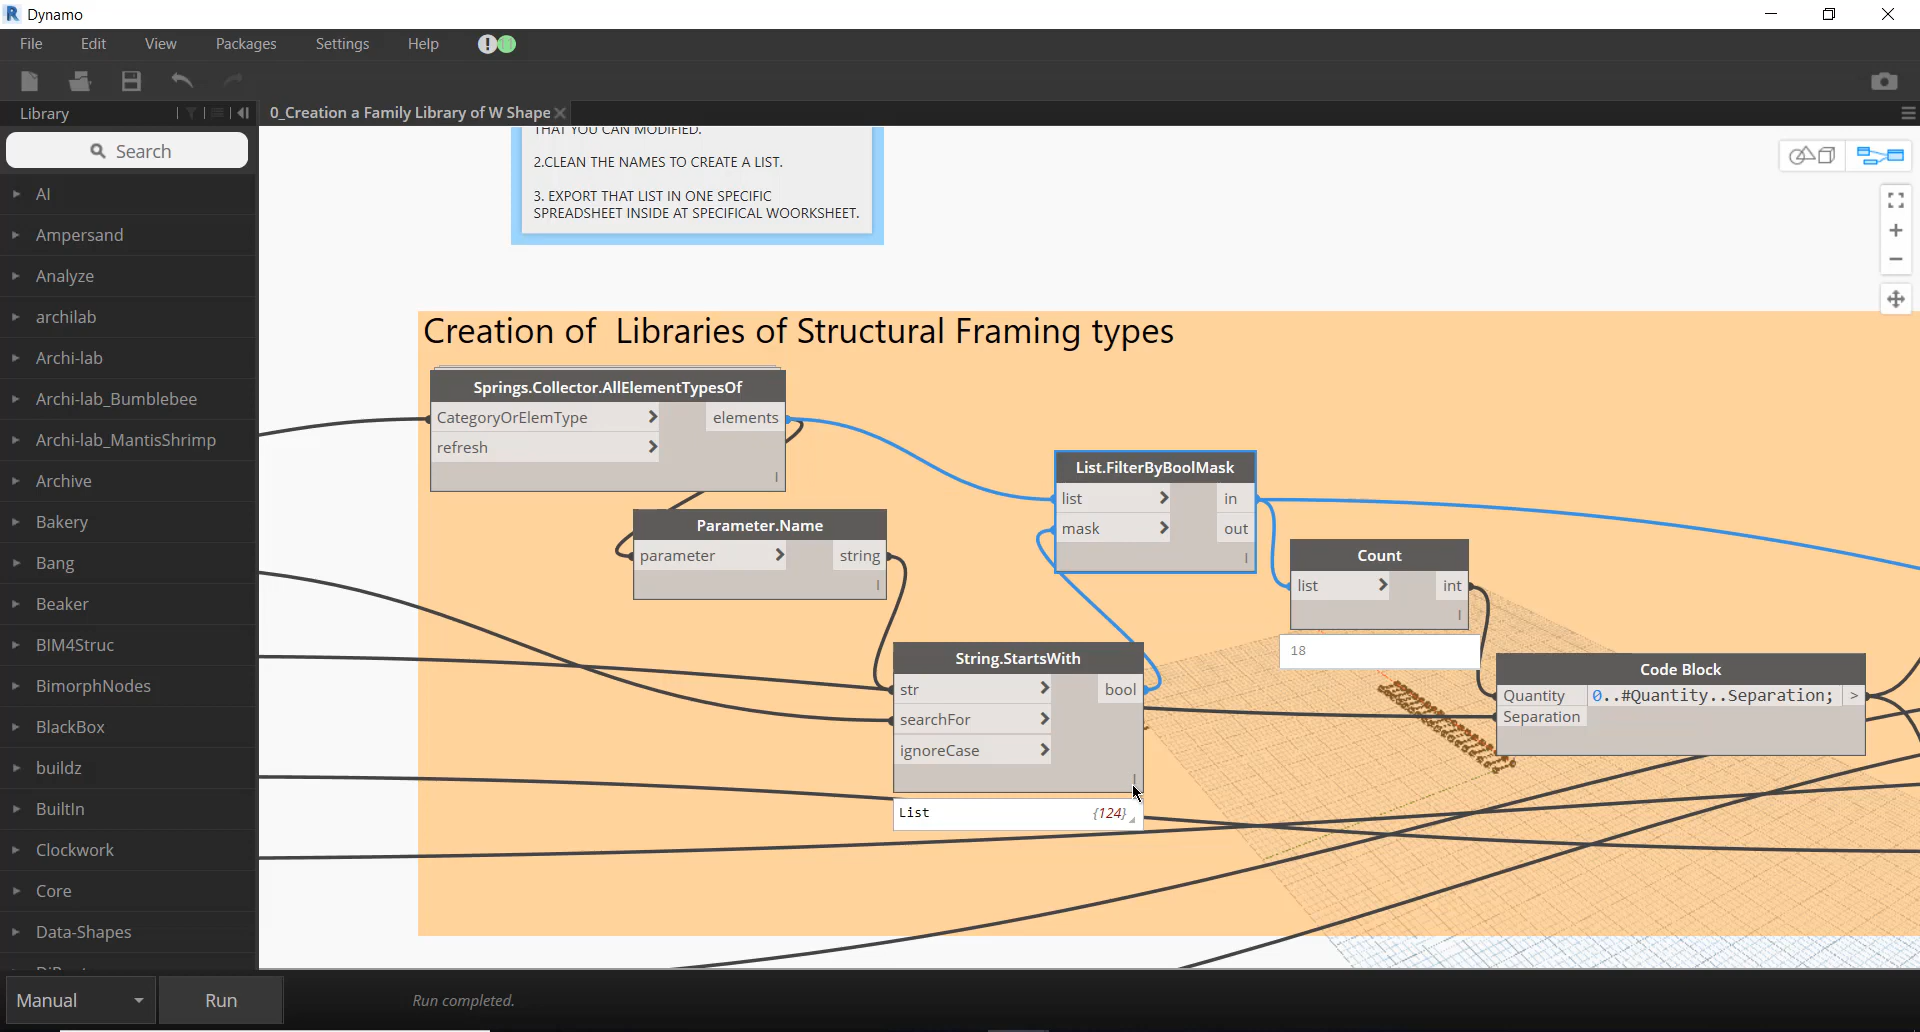 Dynamo
File Edit View Packages Settings Help
Library
0_Creation a Family Library of W Shape
Search
AI
Ampersand
Analyze
archilab
Archi-lab
Archi-lab_Bumblebee
Archi-lab_MantisShrimp
Archive
Bakery
Bang
Beaker
BIM4Struc
BimorphNodes
BlackBox
buildz
BuiltIn
Clockwork
Core
Data-Shapes
THAT YOU CAN MODIFIED.
2.CLEAN THE NAMES TO CREATE A LIST.
3. EXPORT THAT LIST IN ONE SPECIFIC
SPREADSHEET INSIDE AT SPECIFICAL WOORKSHEET.
Creation of  Libraries of Structural Framing types
Springs.Collector.AllElementTypesOf
CategoryOrElemType > elements
refresh >
Parameter.Name
parameter > string
List.FilterByBoolMask
list > in
mask > out
Count
list > int
18
String.StartsWith
str > bool
searchFor >
ignoreCase >
List {124}
Code Block
Quantity 0..#Quantity..Separation; >
Separation
Manual Run Run completed.